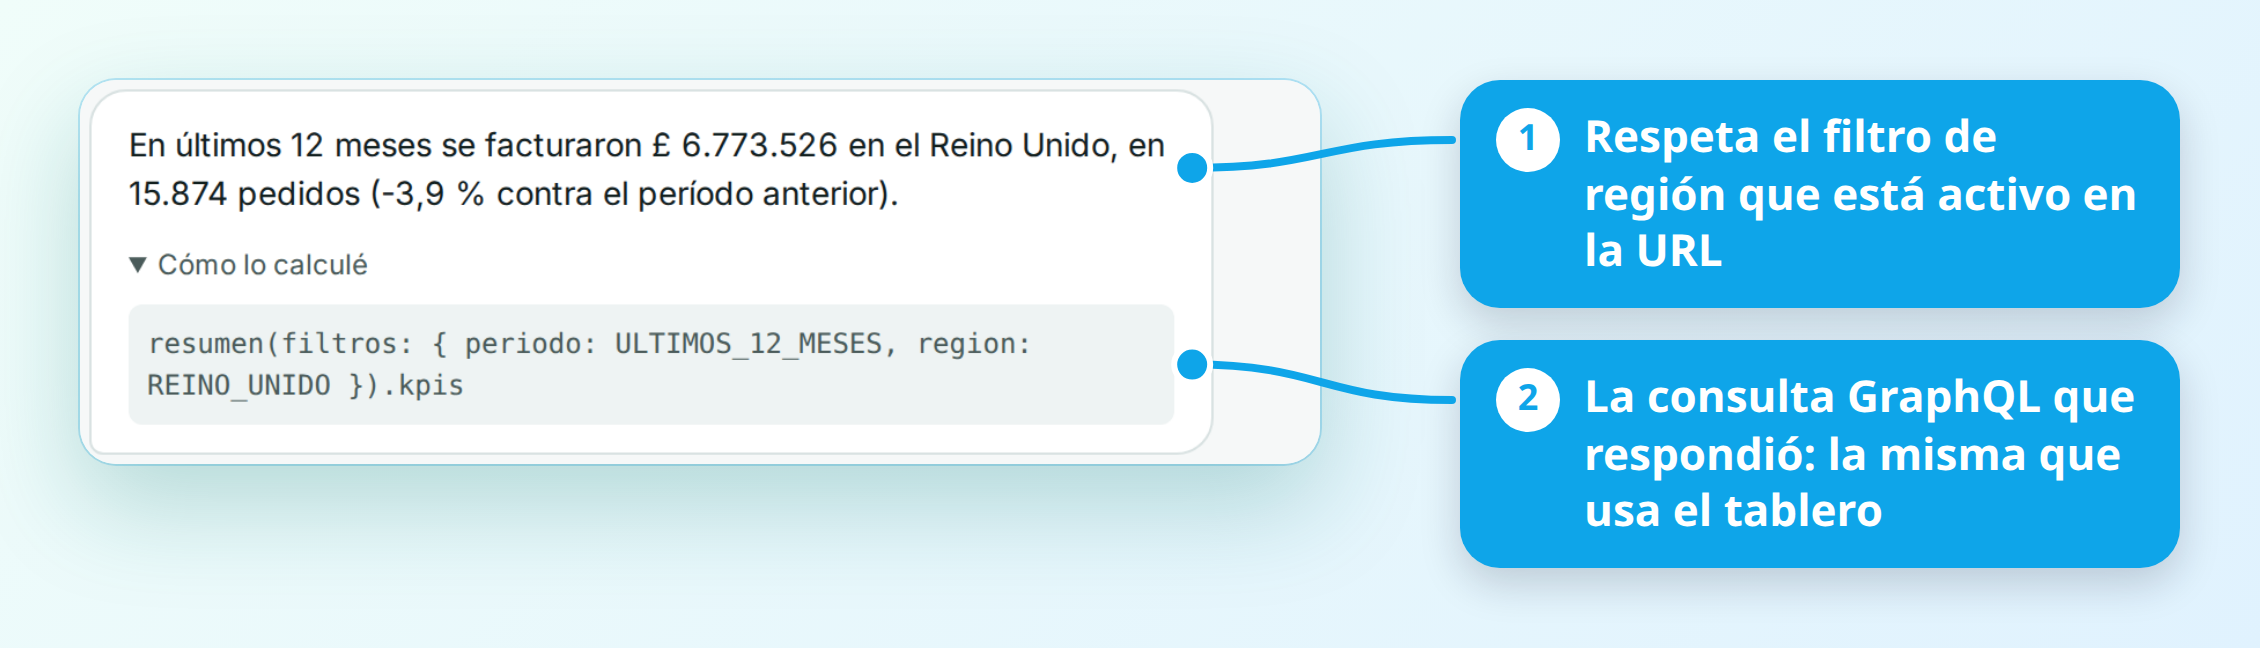 En últimos 12 meses se facturaron £ 6.773.526 en el Reino Unido, en
15.874 pedidos (-3,9 % contra el período anterior).
▼ Cómo lo calculé
resumen(filtros: { periodo: ULTIMOS_12_MESES, region:
REINO_UNIDO }).kpis
1 Respeta el filtro de
región que está activo en
la URL
2 La consulta GraphQL que
respondió: la misma que
usa el tablero